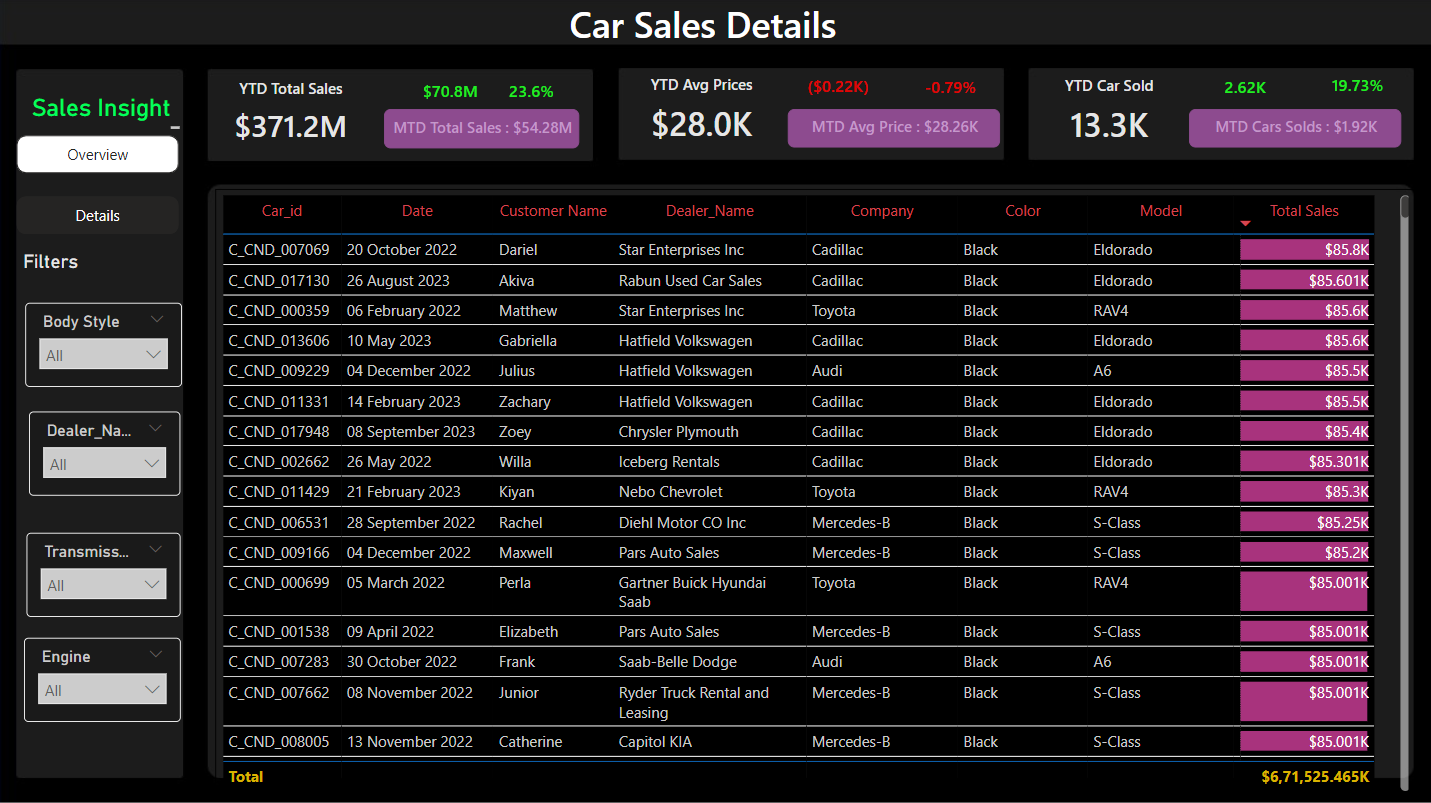 Car Sales Details
Sales Insight
Overview
Details
Filters
Body Style
All
Dealer_Na...
All
Transmiss...
All
Engine
All
YTD Total Sales
$70.8M 23.6%
$371.2M
MTD Total Sales : $54.28M
YTD Avg Prices
($0.22K) -0.79%
$28.0K
MTD Avg Price : $28.26K
YTD Car Sold
2.62K 19.73%
13.3K
MTD Cars Solds : $1.92K
Car_id Date Customer Name Dealer_Name Company Color Model Total Sales
C_CND_007069 20 October 2022 Dariel Star Enterprises Inc Cadillac Black Eldorado $85.8K
C_CND_017130 26 August 2023 Akiva Rabun Used Car Sales Cadillac Black Eldorado $85.601K
C_CND_000359 06 February 2022 Matthew Star Enterprises Inc Toyota Black RAV4 $85.6K
C_CND_013606 10 May 2023 Gabriella Hatfield Volkswagen Cadillac Black Eldorado $85.6K
C_CND_009229 04 December 2022 Julius Hatfield Volkswagen Audi Black A6 $85.5K
C_CND_011331 14 February 2023 Zachary Hatfield Volkswagen Cadillac Black Eldorado $85.5K
C_CND_017948 08 September 2023 Zoey Chrysler Plymouth Cadillac Black Eldorado $85.4K
C_CND_002662 26 May 2022 Willa Iceberg Rentals Cadillac Black Eldorado $85.301K
C_CND_011429 21 February 2023 Kiyan Nebo Chevrolet Toyota Black RAV4 $85.3K
C_CND_006531 28 September 2022 Rachel Diehl Motor CO Inc Mercedes-B Black S-Class $85.25K
C_CND_009166 04 December 2022 Maxwell Pars Auto Sales Mercedes-B Black S-Class $85.2K
C_CND_000699 05 March 2022 Perla Gartner Buick Hyundai Toyota Black RAV4 $85.001K
Saab
C_CND_001538 09 April 2022 Elizabeth Pars Auto Sales Mercedes-B Black S-Class $85.001K
C_CND_007283 30 October 2022 Frank Saab-Belle Dodge Audi Black A6 $85.001K
C_CND_007662 08 November 2022 Junior Ryder Truck Rental and Mercedes-B Black S-Class $85.001K
Leasing
C_CND_008005 13 November 2022 Catherine Capitol KIA Mercedes-B Black S-Class $85.001K
Total $6,71,525.465K